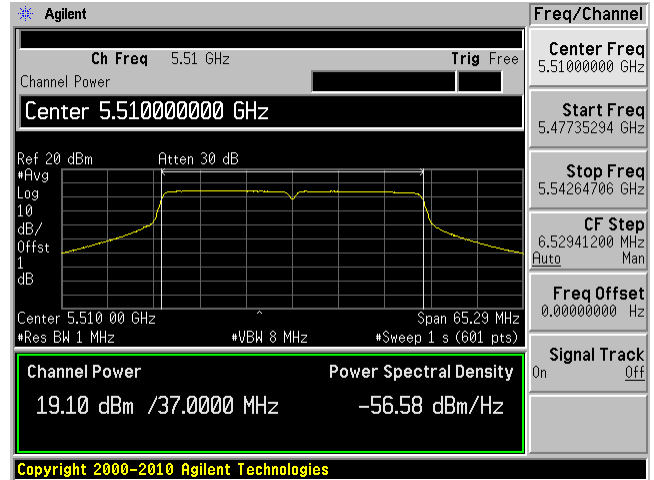 Agilent
Freq/Channel
Ch Freq 5.51 GHz Trig Free
Channel Power
Center 5.510000000 GHz
Ref 20 dBm Atten 30 dB
#Avg
Log
10
dB/
Offst
1
dB
Center 5.510 00 GHz Span 65.29 MHz
#Res BW 1 MHz #VBW 8 MHz #Sweep 1 s (601 pts)
Channel Power Power Spectral Density
19.10 dBm /37.0000 MHz -56.58 dBm/Hz
Copyright 2000-2010 Agilent Technologies
Center Freq
5.51000000 GHz
Start Freq
5.47735294 GHz
Stop Freq
5.54264706 GHz
CF Step
6.52941200 MHz
Auto Man
Freq Offset
0.00000000 Hz
Signal Track
On Off